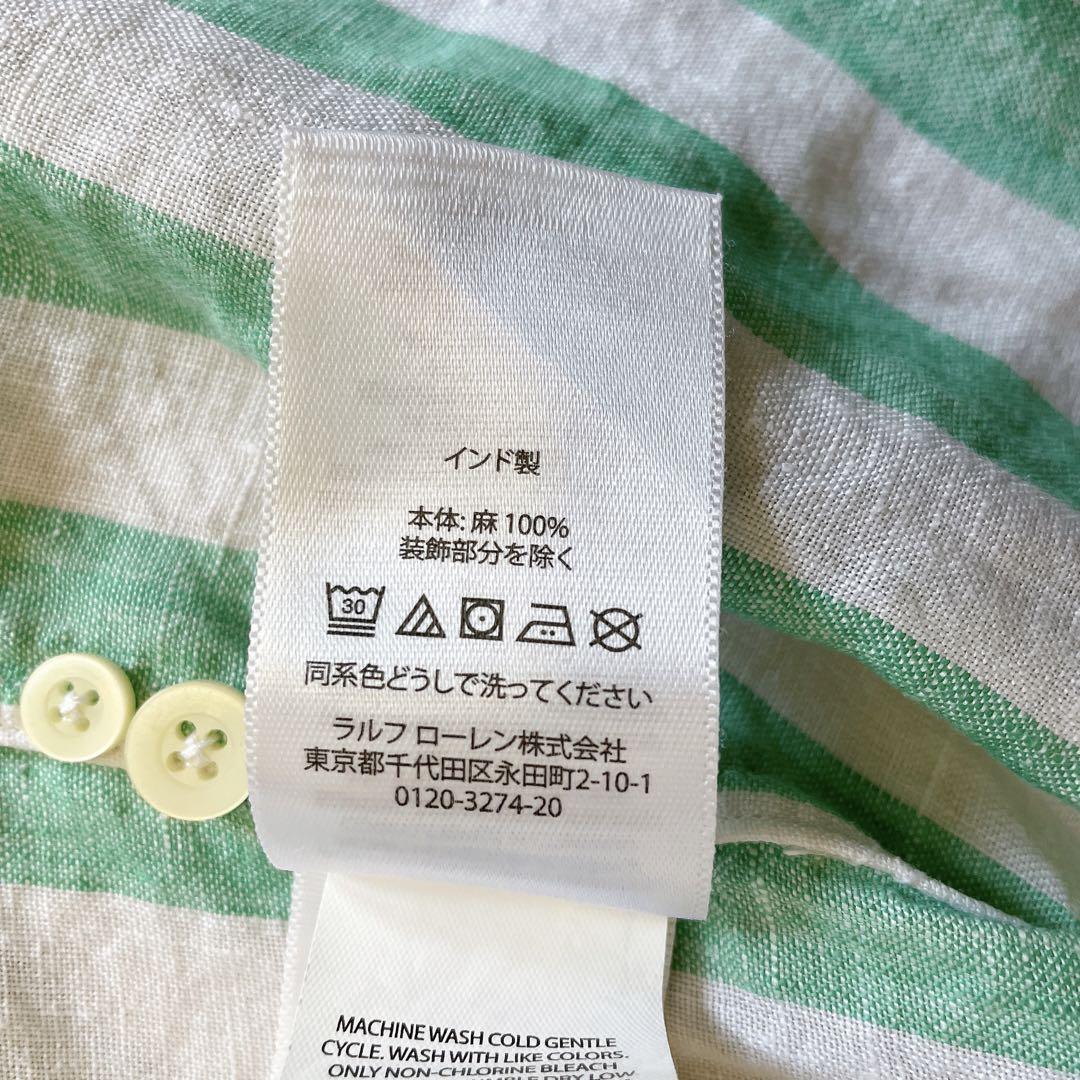 インド製
本体: 麻 100%
装飾部分を除く
30
同系色どうしで洗ってください
ラルフ ローレン株式会社
東京都千代田区永田町2-10-1
0120-3274-20
MACHINE WASH COLD GENTLE
CYCLE. WASH WITH LIKE COLORS.
ONLY NON-CHLORINE BLEACH
TUMBLE DRY LOW